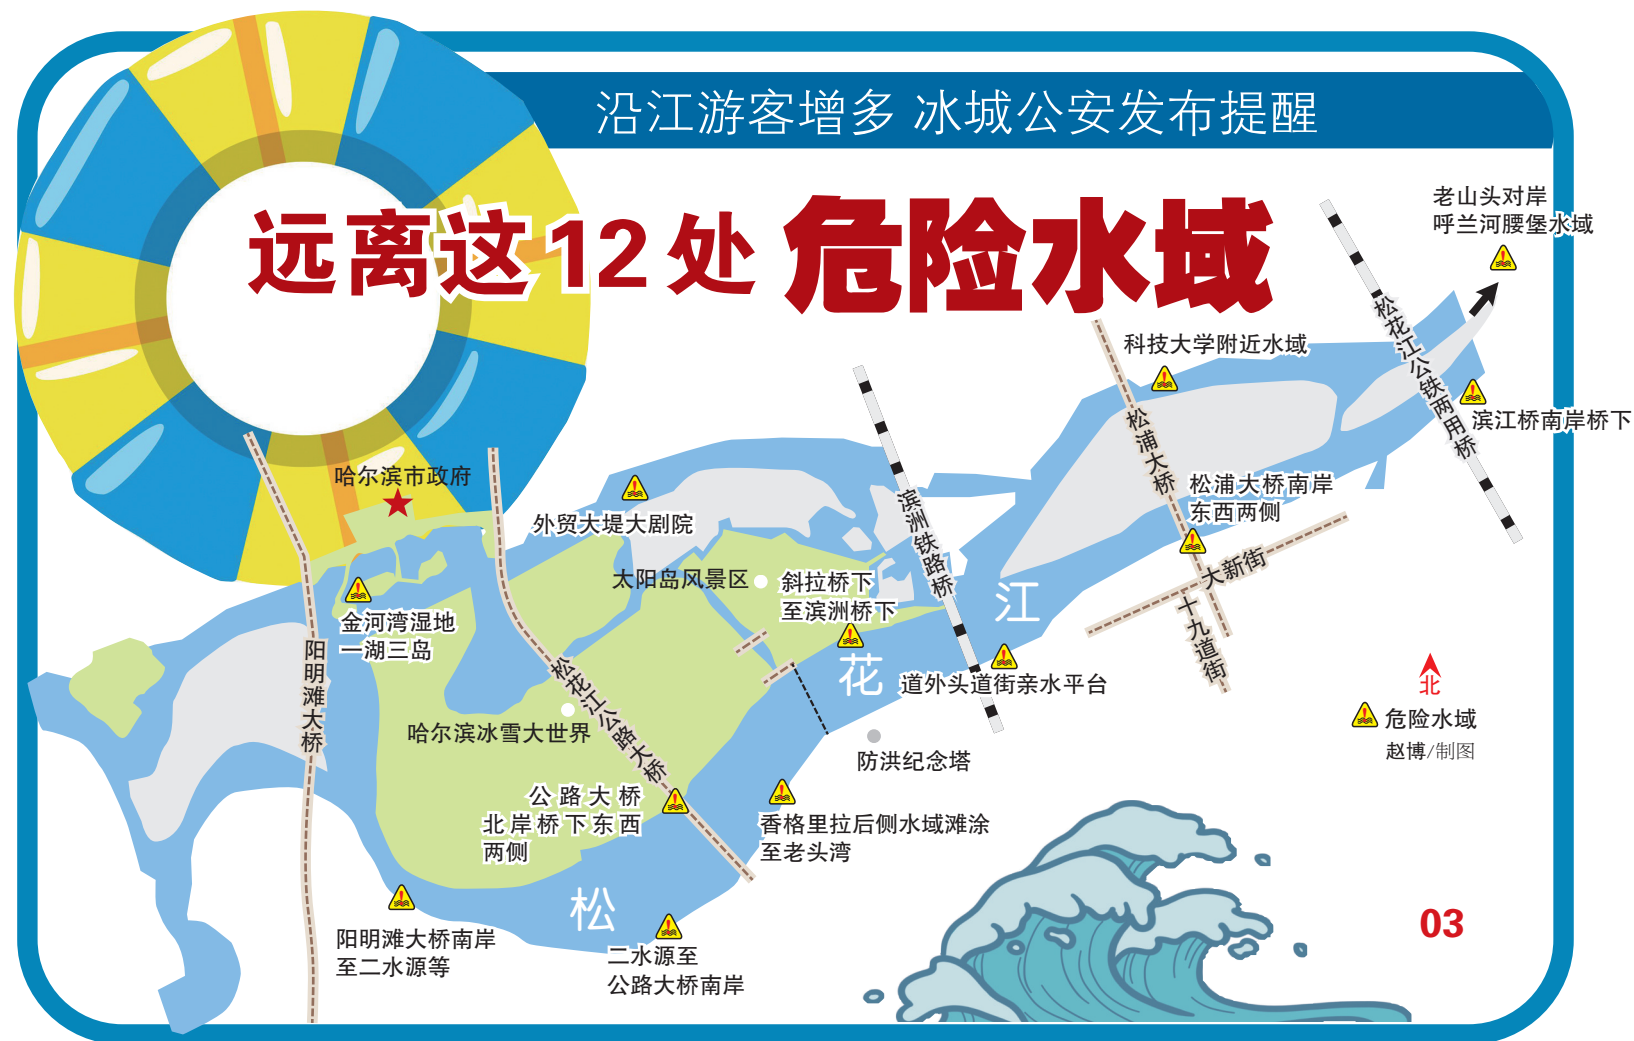 沿江游客增多 冰城公安发布提醒
远离这12处 危险水域
老山头对岸
呼兰河腰堡水域
科技大学附近水域
松花江公铁两用桥
滨江桥南岸桥下
松浦大桥
松浦大桥南岸
东西两侧
大新街
十九道街
哈尔滨市政府
外贸大堤大剧院
滨洲铁路桥
太阳岛风景区
斜拉桥下
至滨洲桥下
金河湾湿地
一湖三岛
阳明滩大桥
松花江公路大桥
哈尔滨冰雪大世界
江
花
松
道外头道街亲水平台
防洪纪念塔
公路大桥
北岸桥下东西
两侧
香格里拉后侧水域滩涂
至老头湾
阳明滩大桥南岸
至二水源等
二水源至
公路大桥南岸
北
危险水域
赵博/制图
03